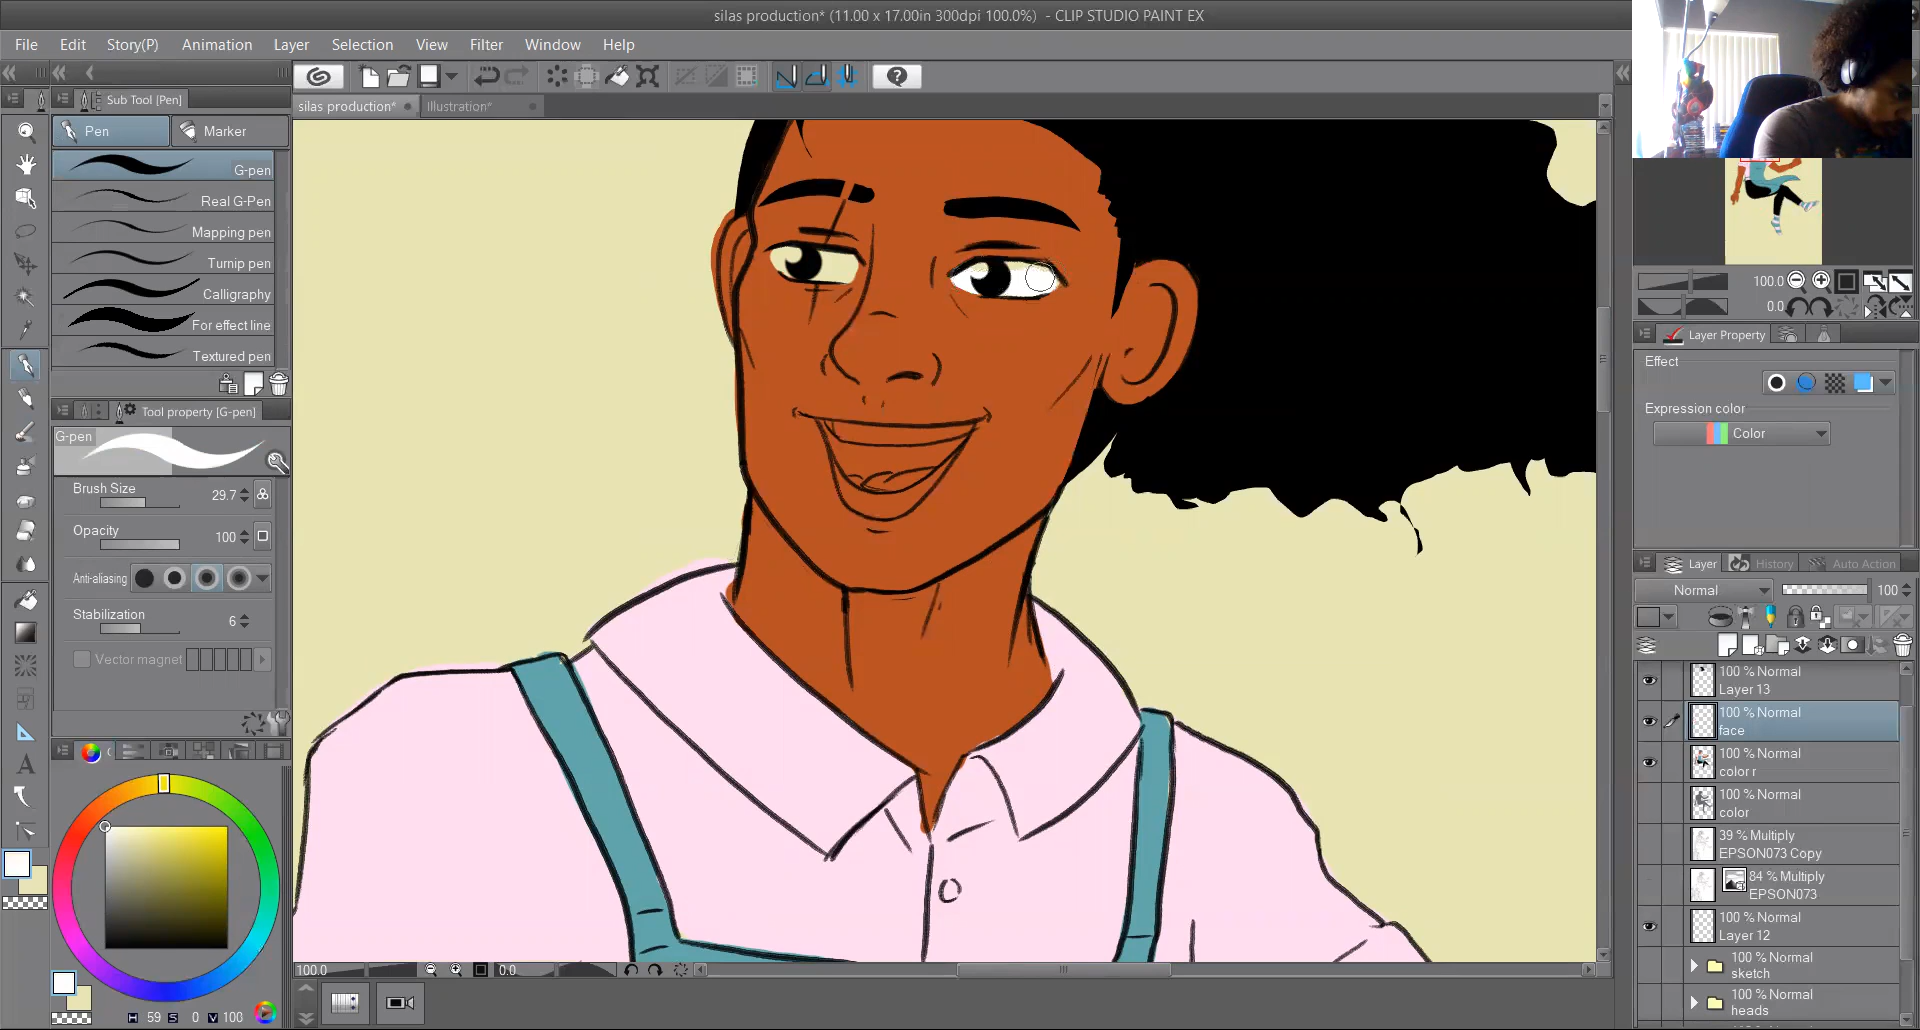 silas production* (11.00 x 17.00in 300dpi 100.0%)  - CLIP STUDIO PAINT EX
File Edit Story(P) Animation Layer Selection View Filter Window Help
Sub Tool [Pen]
silas production* Illustration*
Pen Marker
G-pen
Real G-Pen
Mapping pen
Turnip pen
Calligraphy
For effect line
Textured pen
Tool property [G-pen]
G-pen
Brush Size 29.7
Opacity 100
Anti-aliasing
Stabilization 6
Vector magnet
H 59 S 0 V 100
100.0 0.0
100.0
0.0
Layer Property
Effect
Expression color
Color
Layer History Auto Action
Normal 100
100 % Normal
Layer 13
100 % Normal
face
100 % Normal
color r
100 % Normal
color
39 % Multiply
EPSON073 Copy
84 % Multiply
EPSON073
100 % Normal
Layer 12
100 % Normal
sketch
100 % Normal
heads